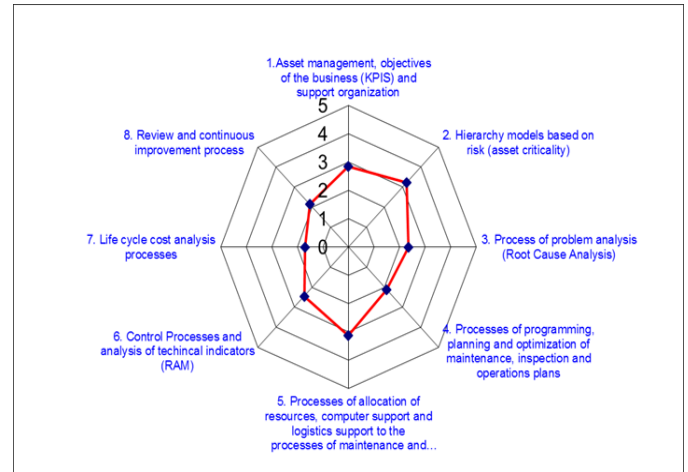 1.Asset management, objectives
of the business (KPIS) and
support organization
5
4
3
2
1
0
2. Hierarchy models based on
risk (asset criticality)
3. Process of problem analysis
(Root Cause Analysis)
4. Processes of programming,
planning and optimization of
maintenance, inspection and
operations plans
5. Processes of allocation of
resources, computer support and
logistics support to the
processes of maintenance and...
6. Control Processes and
analysis of techincal indicators
(RAM)
7. Life cycle cost analysis
processes
8. Review and continuous
improvement process